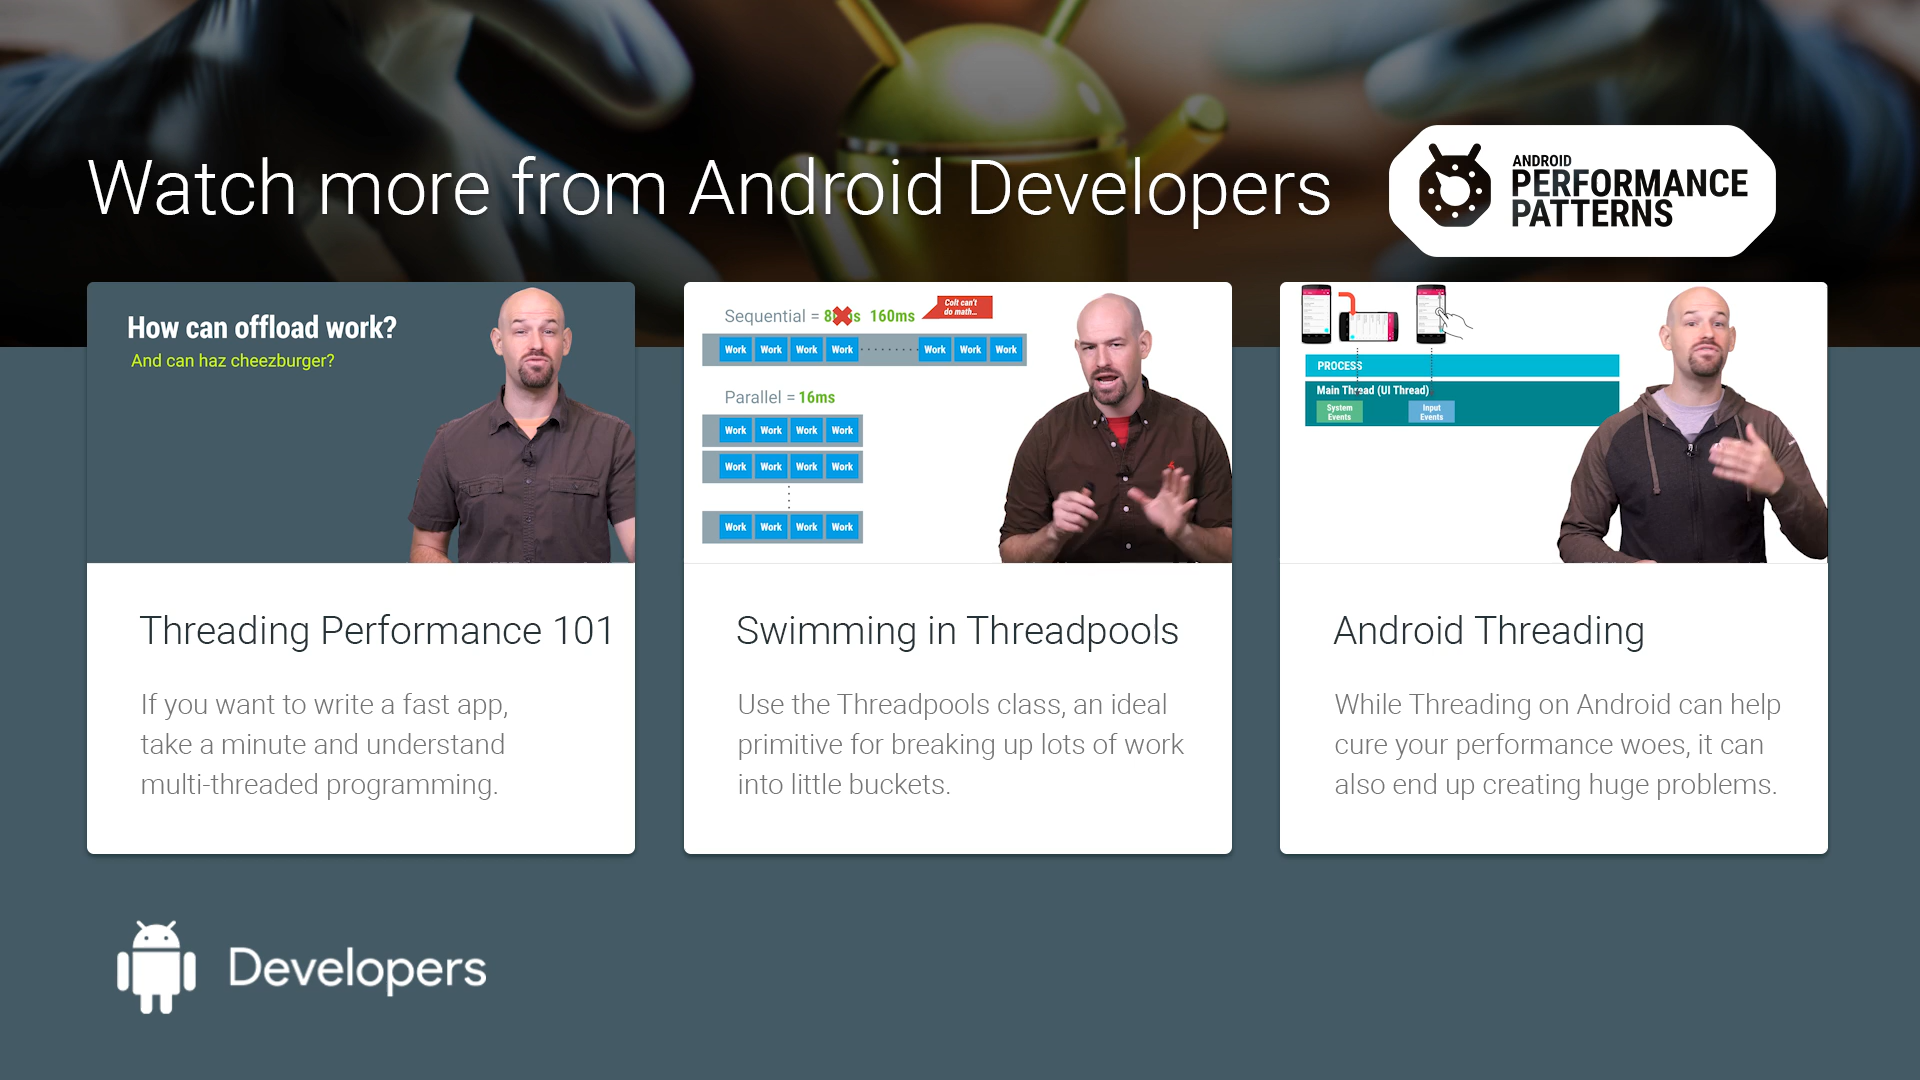 Watch more from Android Developers
ANDROID
PERFORMANCE
PATTERNS
How can offload work?
And can haz cheezburger?
Threading Performance 101
If you want to write a fast app,
take a minute and understand
multi-threaded programming.
Sequential = 8 s 160ms
Colt can't
do math...
Work Work Work Work Work Work Work
Parallel = 16ms
Work Work Work Work
Work Work Work Work
Work Work Work Work
Swimming in Threadpools
Use the Threadpools class, an ideal
primitive for breaking up lots of work
into little buckets.
PROCESS
Main Thread (UI Thread)
System
Events
Input
Events
Android Threading
While Threading on Android can help
cure your performance woes, it can
also end up creating huge problems.
Developers